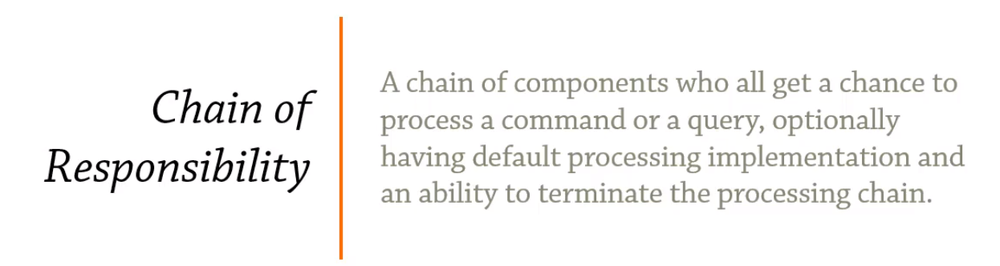 Chain of
Responsibility
A chain of components who all get a chance to
process a command or a query, optionally
having default processing implementation and
an ability to terminate the processing chain.